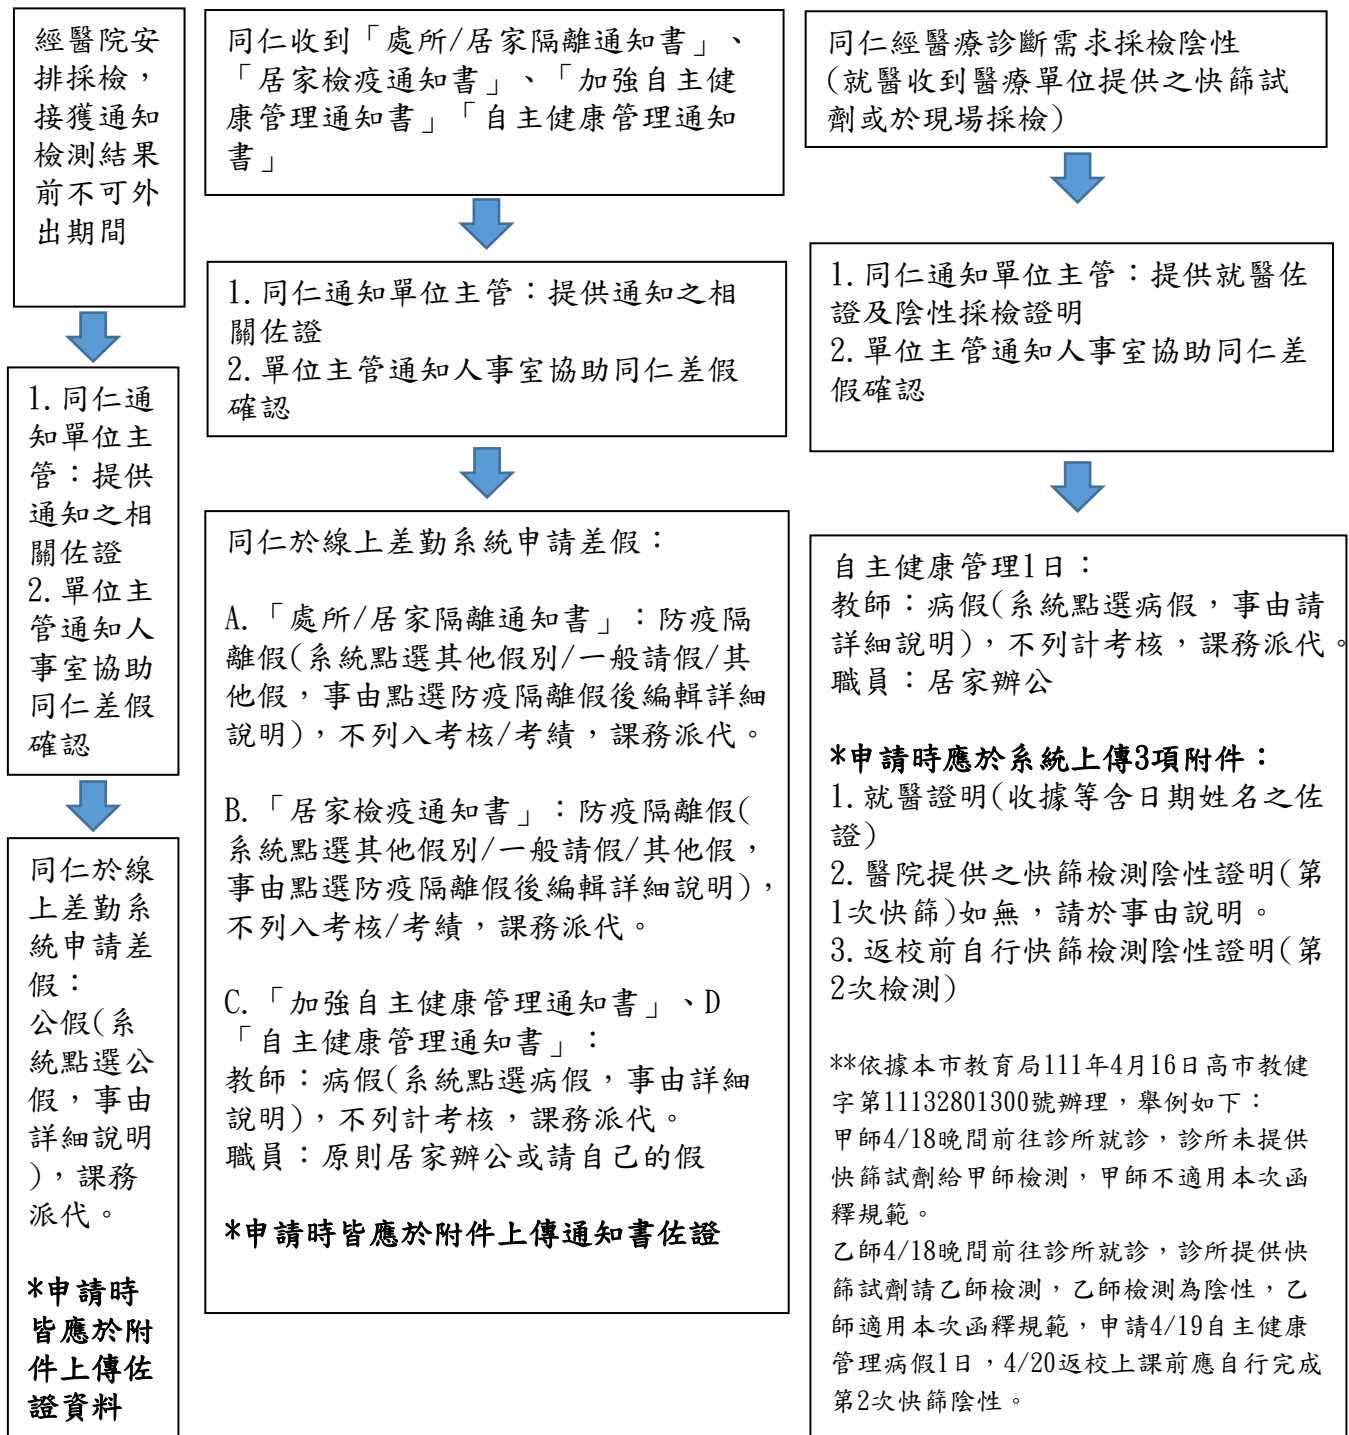 經醫院安
排採檢，
接獲通知
檢測結果
前不可外
出期間
1.同仁通
知單位主
管：提供
通知之相
關佐證
2.單位主
管通知人
事室協助
同仁差假
確認
同仁於線
上差勤系
統申請差
假：
公假(系
統點選公
假，事由
詳細說明
)，課務
派代。
*申請時
皆應於附
件上傳佐
證資料
同仁收到「處所/居家隔離通知書」、
「居家檢疫通知書」、「加強自主健
康管理通知書」「自主健康管理通知
書」
1.同仁通知單位主管：提供通知之相
關佐證
2.單位主管通知人事室協助同仁差假
確認
同仁於線上差勤系統申請差假：
A.「處所/居家隔離通知書」：防疫隔
離假(系統點選其他假別/一般請假/其
他假，事由點選防疫隔離假後編輯詳細
說明)，不列入考核/考績，課務派代。
B.「居家檢疫通知書」：防疫隔離假(
系統點選其他假別/一般請假/其他假，
事由點選防疫隔離假後編輯詳細說明)，
不列入考核/考績，課務派代。
C.「加強自主健康管理通知書」、D
「自主健康管理通知書」：
教師：病假(系統點選病假，事由詳細
說明)，不列計考核，課務派代。
職員：原則居家辦公或請自己的假
*申請時皆應於附件上傳通知書佐證
同仁經醫療診斷需求採檢陰性
(就醫收到醫療單位提供之快篩試
劑或於現場採檢)
1.同仁通知單位主管：提供就醫佐
證及陰性採檢證明
2.單位主管通知人事室協助同仁差
假確認
自主健康管理1日：
教師：病假(系統點選病假，事由請
詳細說明)，不列計考核，課務派代。
職員：居家辦公
*申請時應於系統上傳3項附件：
1.就醫證明(收據等含日期姓名之佐
證)
2.醫院提供之快篩檢測陰性證明(第
1次快篩)如無，請於事由說明。
3.返校前自行快篩檢測陰性證明(第
2次檢測)
**依據本市教育局111年4月16日高市教健
字第11132801300號辦理，舉例如下：
甲師4/18晚間前往診所就診，診所未提供
快篩試劑給甲師檢測，甲師不適用本次函
釋規範。
乙師4/18晚間前往診所就診，診所提供快
篩試劑請乙師檢測，乙師檢測為陰性，乙
師適用本次函釋規範，申請4/19自主健康
管理病假1日，4/20返校上課前應自行完成
第2次快篩陰性。